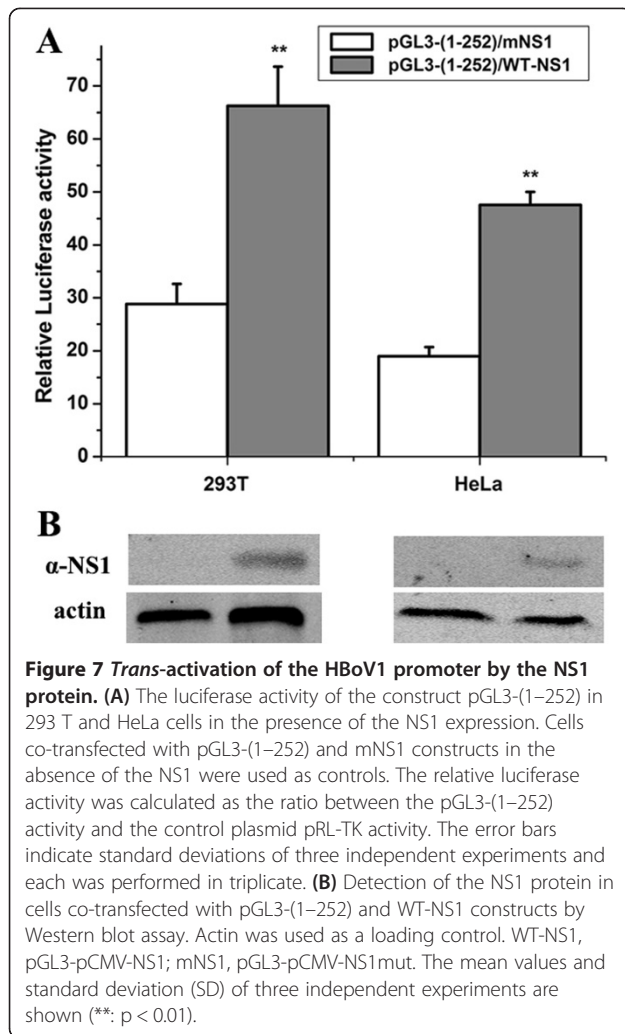 A
pGL3-(1-252)/mNS1
pGL3-(1-252)/WT-NS1
**
**
Relative Luciferase activity
70
60
50
40
30
20
10
0
293T
HeLa
B
α-NS1
actin
Figure 7 Trans-activation of the HBoV1 promoter by the NS1
protein. (A) The luciferase activity of the construct pGL3-(1–252) in
293 T and HeLa cells in the presence of the NS1 expression. Cells
co-transfected with pGL3-(1–252) and mNS1 constructs in the
absence of the NS1 were used as controls. The relative luciferase
activity was calculated as the ratio between the pGL3-(1–252)
activity and the control plasmid pRL-TK activity. The error bars
indicate standard deviations of three independent experiments and
each was performed in triplicate. (B) Detection of the NS1 protein in
cells co-transfected with pGL3-(1–252) and WT-NS1 constructs by
Western blot assay. Actin was used as a loading control. WT-NS1,
pGL3-pCMV-NS1; mNS1, pGL3-pCMV-NS1mut. The mean values and
standard deviation (SD) of three independent experiments are
shown (**: p < 0.01).